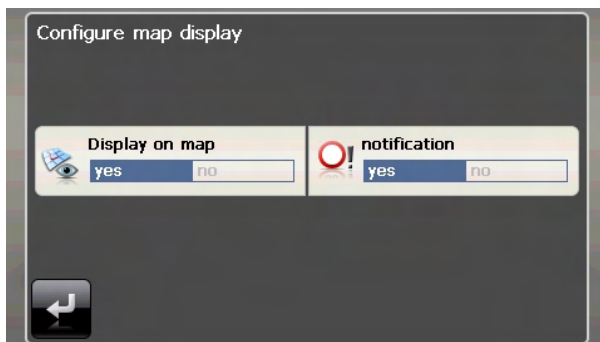 Configure map display
Display on map
yes no
notification
yes no